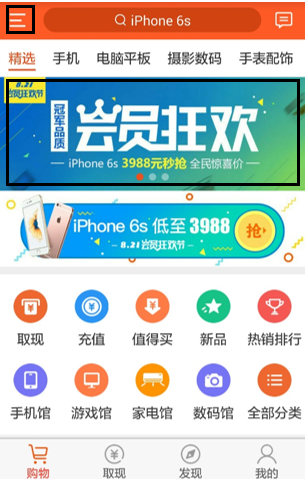 iPhone 6s
精选 手机 电脑平板 摄影数码 手表配饰
8.21
会员狂欢节
冠军品质
会员狂欢
iPhone 6s 3988元秒抢 全民惊喜价
iPhone 6s 低至 3988
8.21 会员狂欢节
抢
取现 充值 值得买 新品 热销排行
手机馆 游戏馆 家电馆 数码馆 全部分类
购物 取现 发现 我的